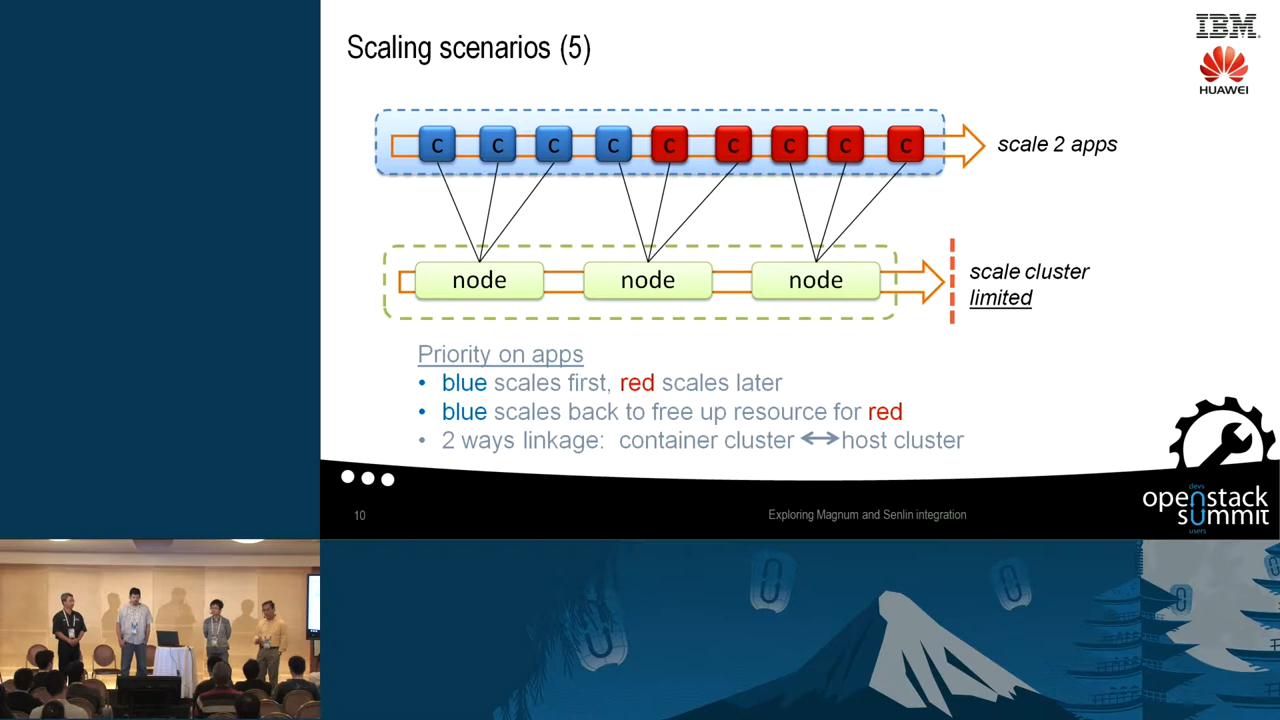 Scaling scenarios (5)
IBM
HUAWEI
C C C C C C C C C
scale 2 apps
node node node
scale cluster
limited
Priority on apps
• blue scales first, red scales later
• blue scales back to free up resource for red
• 2 ways linkage: container cluster ↔ host cluster
10
Exploring Magnum and Senlin integration
devs
openstack
summit
users